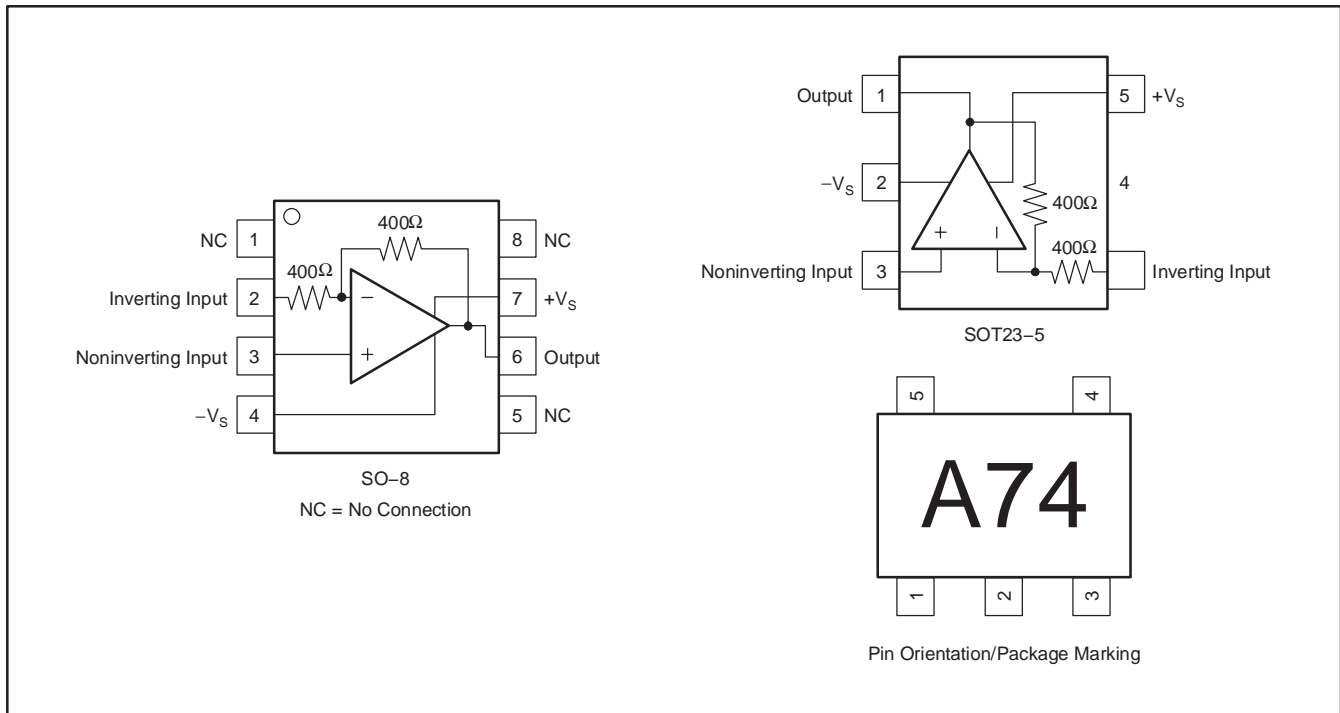 400Ω
400Ω
NC 1
8 NC
Inverting Input 2
−
7 +VS
Noninverting Input 3
+
6 Output
−VS 4
5 NC
SO−8
NC = No Connection
Output 1
5 +VS
−VS 2
4
400Ω
400Ω
+ −
Noninverting Input 3
Inverting Input
SOT23−5
5 4
A74
1 2 3
Pin Orientation/Package Marking